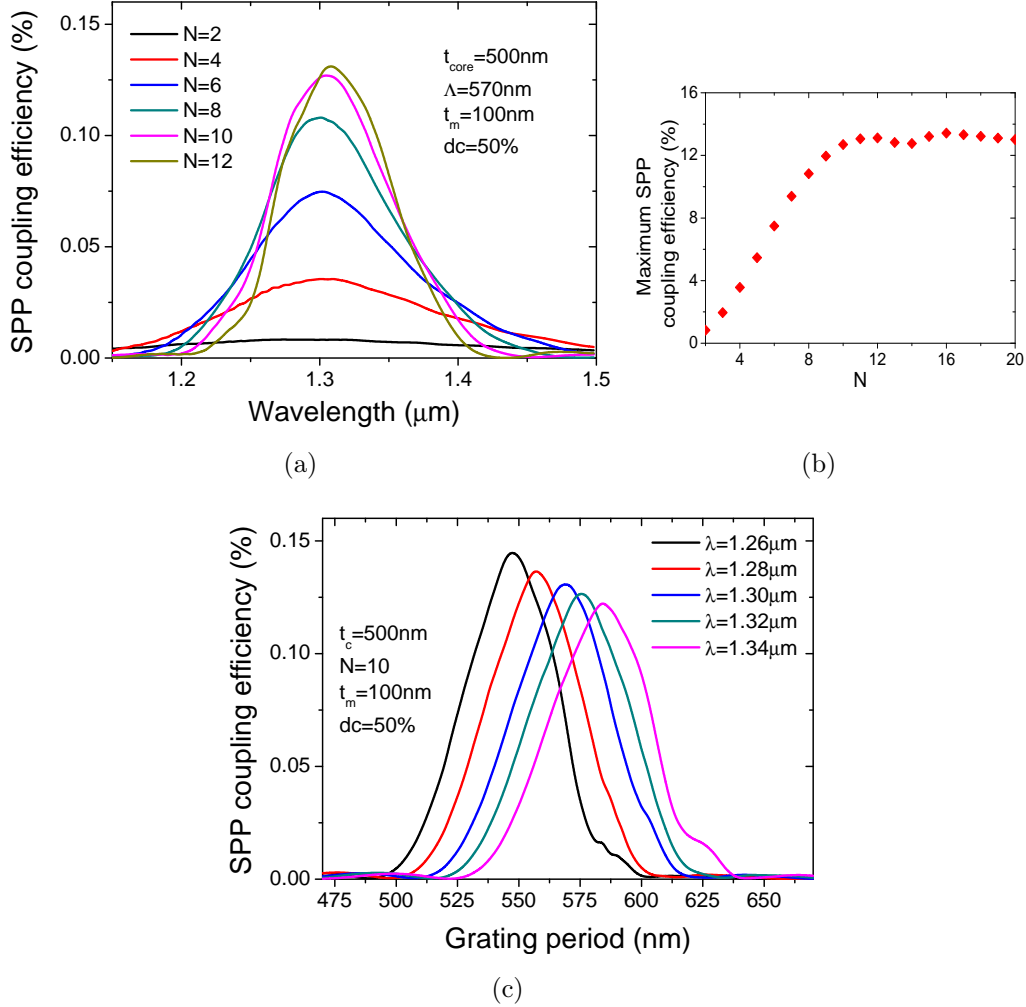 SPP coupling efficiency (%)
0.15
0.10
0.05
0.00
N=2
N=4
N=6
N=8
N=10
N=12
t_core=500nm
Λ=570nm
t_m=100nm
dc=50%
1.2 1.3 1.4 1.5
Wavelength (μm)
(a)
Maximum SPP
coupling efficiency (%)
16
12
8
4
0
4 8 12 16 20
N
(b)
SPP coupling efficiency (%)
0.15
0.10
0.05
0.00
t_c=500nm
N=10
t_m=100nm
dc=50%
λ=1.26μm
λ=1.28μm
λ=1.30μm
λ=1.32μm
λ=1.34μm
475 500 525 550 575 600 625 650
Grating period (nm)
(c)